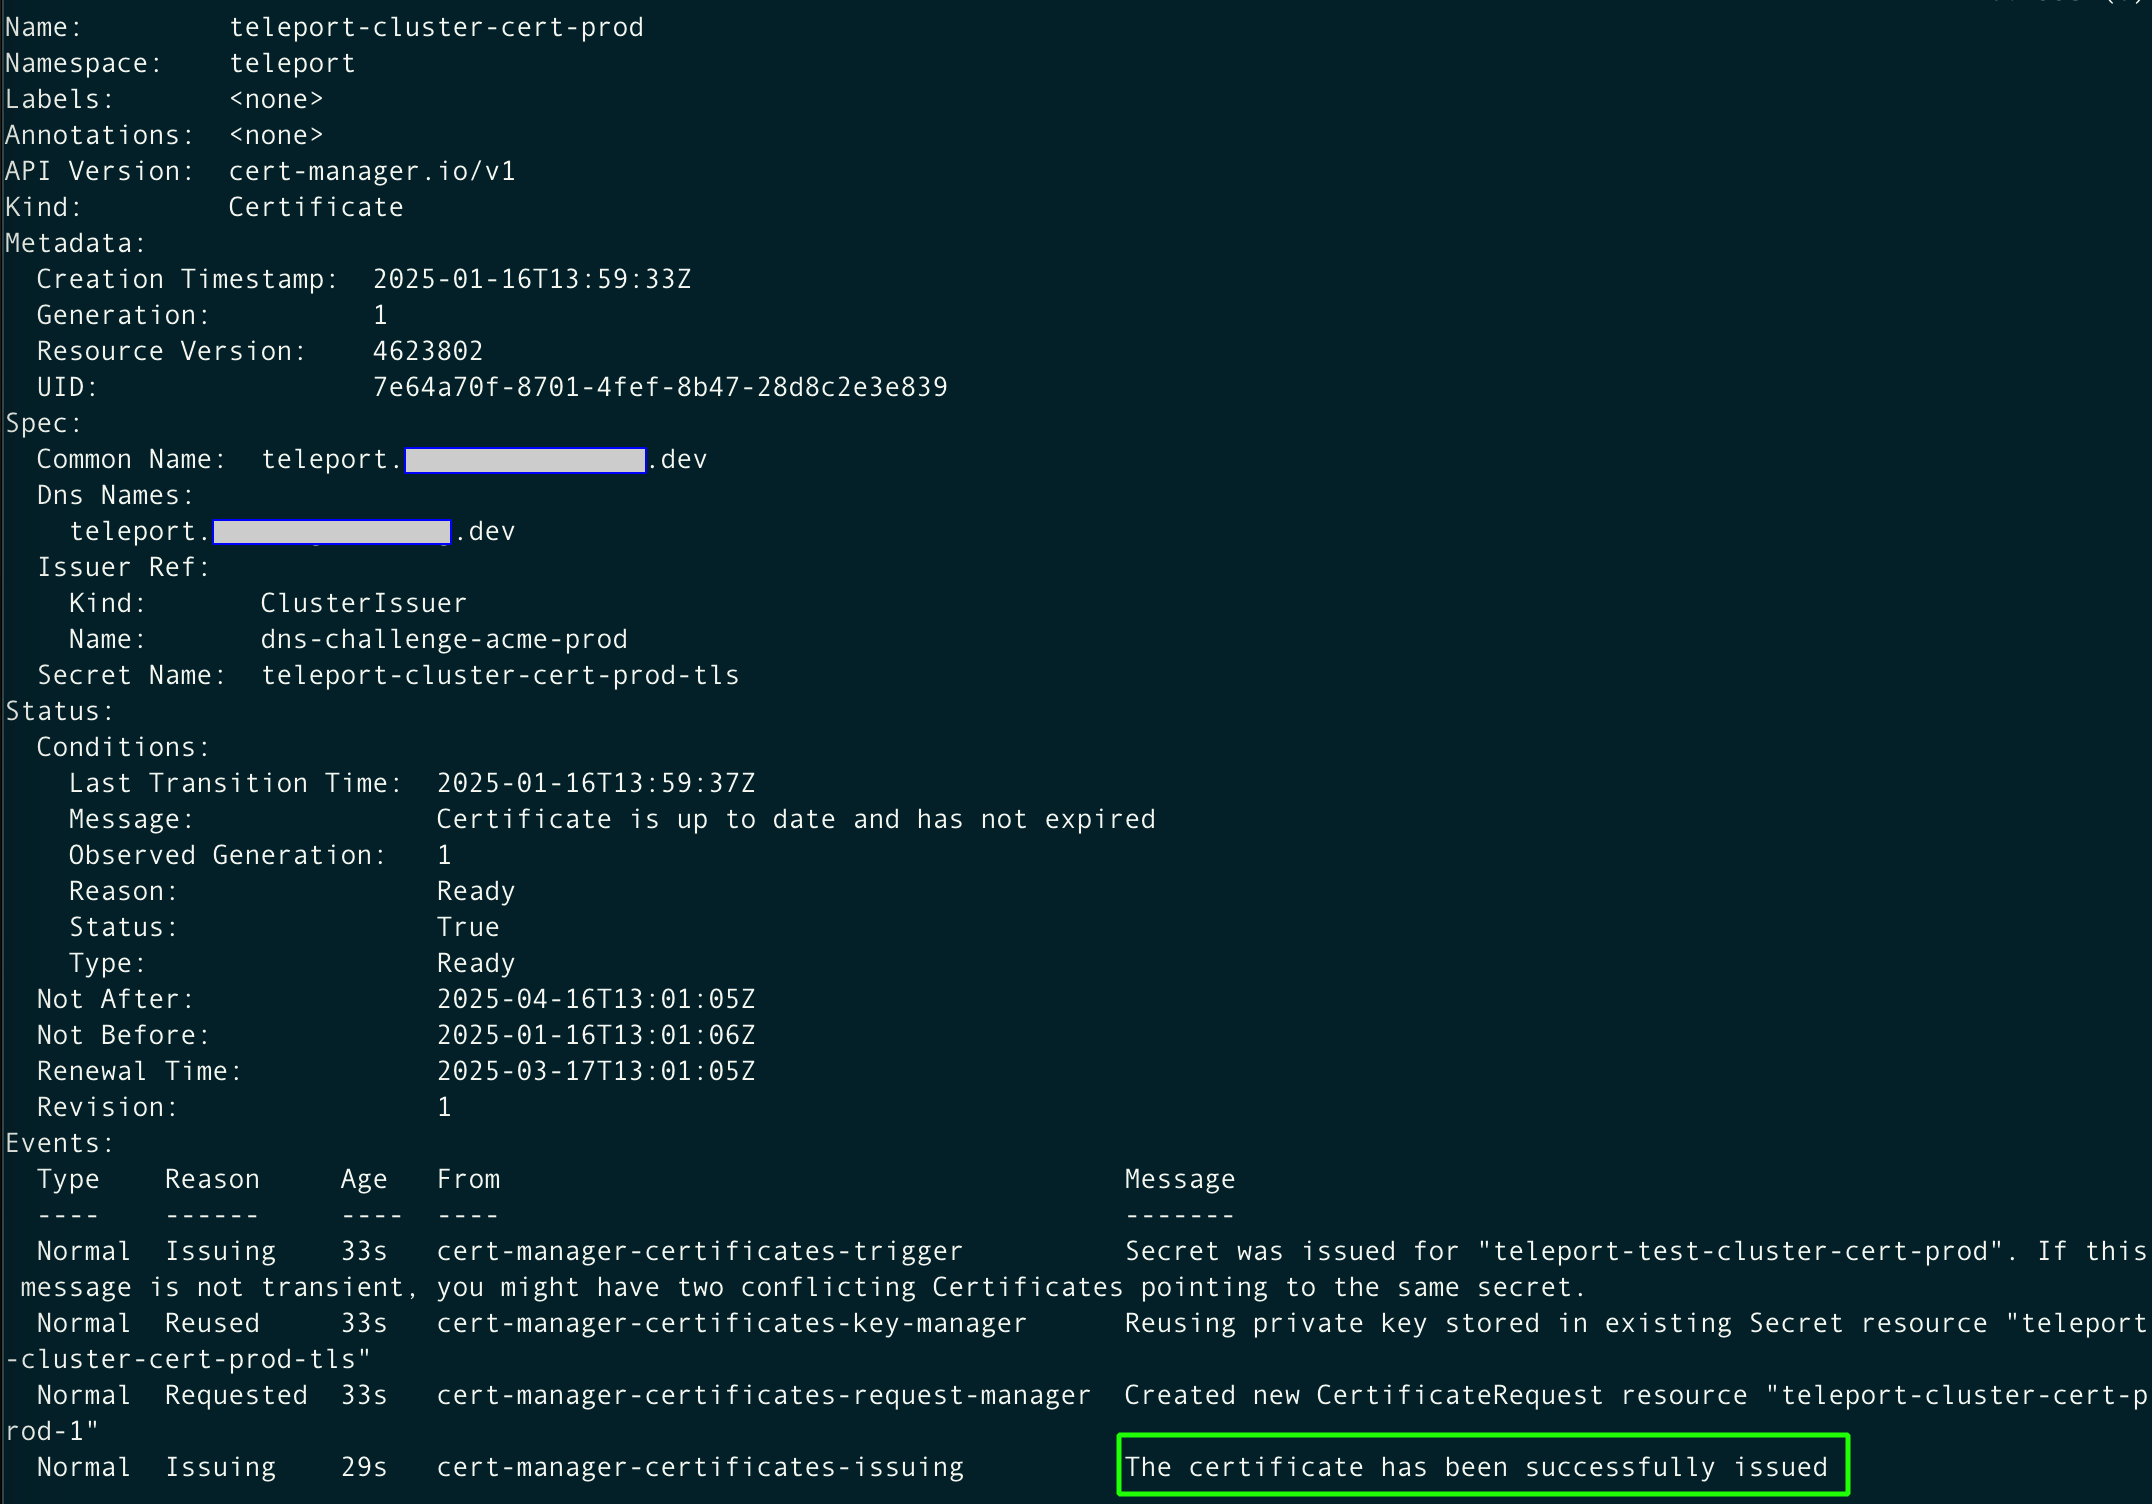 Name:         teleport-cluster-cert-prod
Namespace:    teleport
Labels:       <none>
Annotations:  <none>
API Version:  cert-manager.io/v1
Kind:         Certificate
Metadata:
  Creation Timestamp:  2025-01-16T13:59:33Z
  Generation:          1
  Resource Version:    4623802
  UID:                 7e64a70f-8701-4fef-8b47-28d8c2e3e839
Spec:
  Common Name:  teleport. .dev
  Dns Names:
    teleport. .dev
  Issuer Ref:
    Kind:       ClusterIssuer
    Name:       dns-challenge-acme-prod
  Secret Name:  teleport-cluster-cert-prod-tls
Status:
  Conditions:
    Last Transition Time:  2025-01-16T13:59:37Z
    Message:               Certificate is up to date and has not expired
    Observed Generation:   1
    Reason:                Ready
    Status:                True
    Type:                  Ready
  Not After:               2025-04-16T13:01:05Z
  Not Before:              2025-01-16T13:01:06Z
  Renewal Time:            2025-03-17T13:01:05Z
  Revision:                1
Events:
  Type    Reason     Age   From                                       Message
  ----    ------     ----  ----                                       -------
  Normal  Issuing    33s   cert-manager-certificates-trigger          Secret was issued for "teleport-test-cluster-cert-prod". If this
 message is not transient, you might have two conflicting Certificates pointing to the same secret.
  Normal  Reused     33s   cert-manager-certificates-key-manager      Reusing private key stored in existing Secret resource "teleport
-cluster-cert-prod-tls"
  Normal  Requested  33s   cert-manager-certificates-request-manager  Created new CertificateRequest resource "teleport-cluster-cert-p
rod-1"
  Normal  Issuing    29s   cert-manager-certificates-issuing          The certificate has been successfully issued